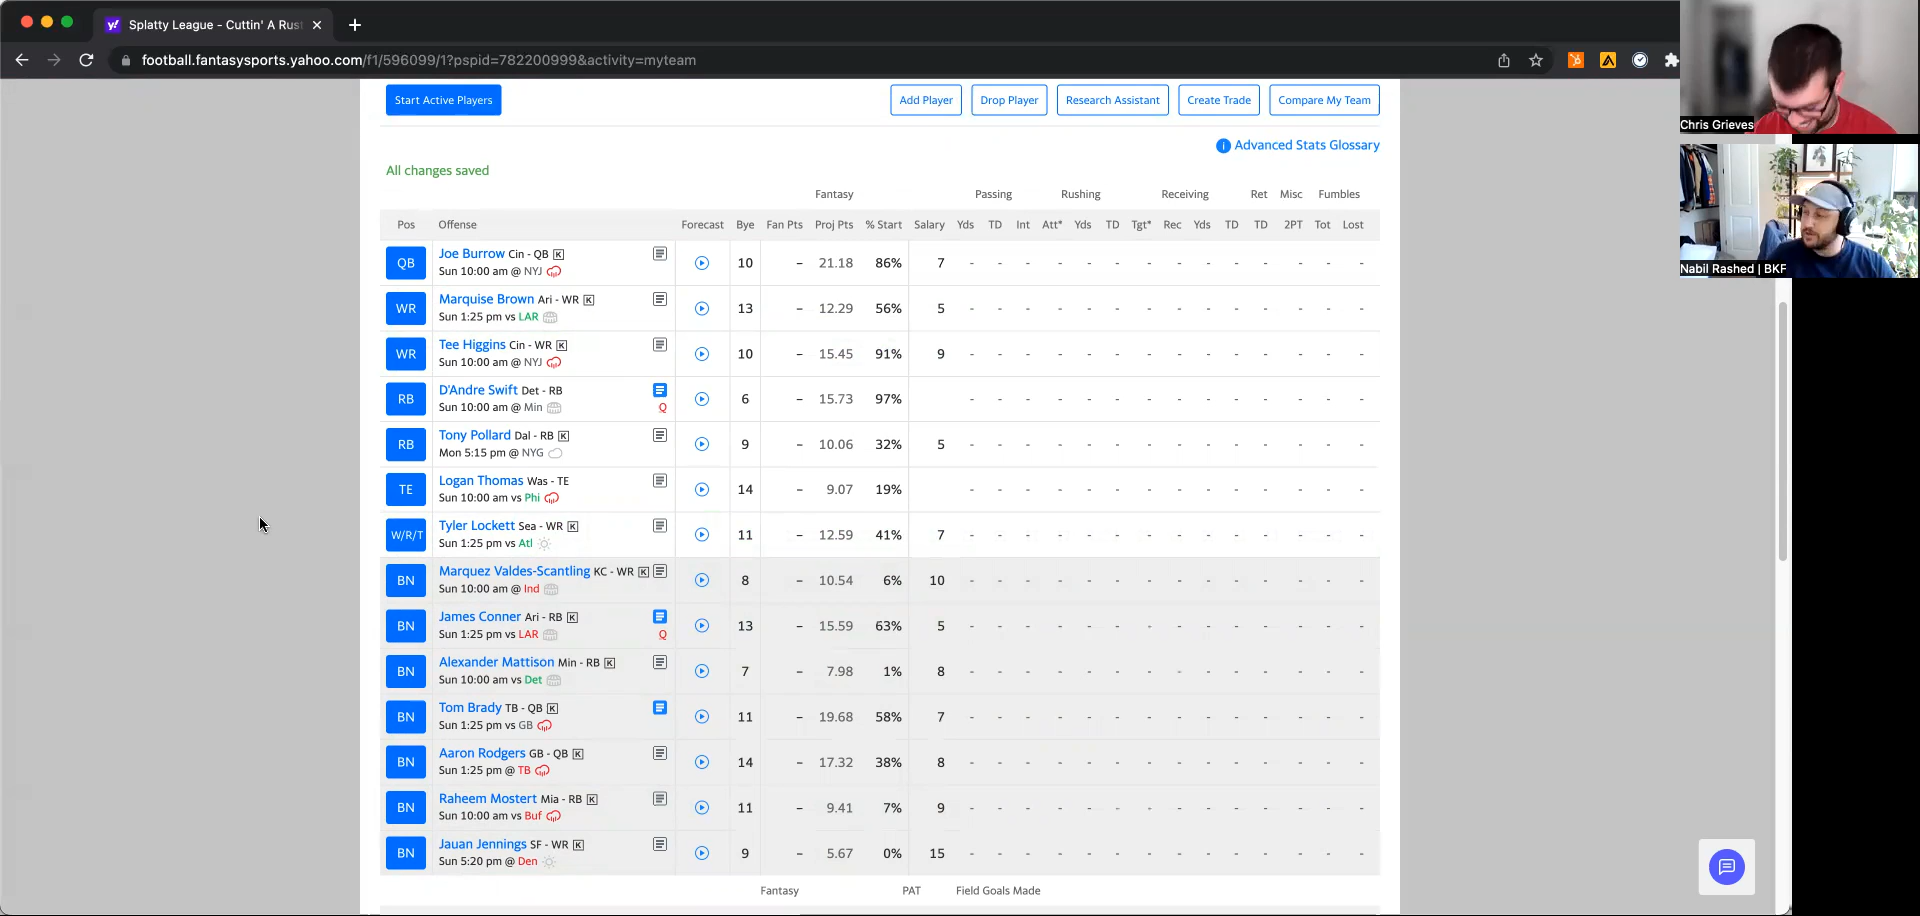 Splatty League - Cuttin' A Rust
football.fantasysports.yahoo.com/f1/596099/1?pspid=782200999&activity=myteam
Chris Grieves
Nabil Rashed | BKF
Start Active Players
Add Player
Drop Player
Research Assistant
Create Trade
Compare My Team
Advanced Stats Glossary
All changes saved
Fantasy Passing Rushing Receiving Ret Misc Fumbles
Pos Offense Forecast Bye Fan Pts Proj Pts % Start Salary Yds TD Int Att* Yds TD Tgt* Rec Yds TD TD 2PT Tot Lost
QB Joe Burrow Cin - QB K 10 – 21.18 86% 7 - - - - - - - - - - - - - -
Sun 10:00 am @ NYJ
WR Marquise Brown Ari - WR K 13 – 12.29 56% 5 - - - - - - - - - - - - - -
Sun 1:25 pm vs LAR
WR Tee Higgins Cin - WR K 10 – 15.45 91% 9 - - - - - - - - - - - - - -
Sun 10:00 am @ NYJ
RB D'Andre Swift Det - RB 6 – 15.73 97% - - - - - - - - - - - - - -
Sun 10:00 am @ Min Q
RB Tony Pollard Dal - RB K 9 – 10.06 32% 5 - - - - - - - - - - - - - -
Mon 5:15 pm @ NYG
TE Logan Thomas Was - TE 14 – 9.07 19% - - - - - - - - - - - - - -
Sun 10:00 am vs Phi
W/R/T Tyler Lockett Sea - WR K 11 – 12.59 41% 7 - - - - - - - - - - - - - -
Sun 1:25 pm vs Atl
BN Marquez Valdes-Scantling KC - WR K 8 – 10.54 6% 10 - - - - - - - - - - - - - -
Sun 10:00 am @ Ind
BN James Conner Ari - RB K 13 – 15.59 63% 5 - - - - - - - - - - - - - -
Sun 1:25 pm vs LAR Q
BN Alexander Mattison Min - RB K 7 – 7.98 1% 8 - - - - - - - - - - - - - -
Sun 10:00 am vs Det
BN Tom Brady TB - QB K 11 – 19.68 58% 7 - - - - - - - - - - - - - -
Sun 1:25 pm vs GB
BN Aaron Rodgers GB - QB K 14 – 17.32 38% 8 - - - - - - - - - - - - - -
Sun 1:25 pm @ TB
BN Raheem Mostert Mia - RB K 11 – 9.41 7% 9 - - - - - - - - - - - - - -
Sun 10:00 am vs Buf
BN Jauan Jennings SF - WR K 9 – 5.67 0% 15 - - - - - - - - - - - - - -
Sun 5:20 pm @ Den
Fantasy PAT Field Goals Made